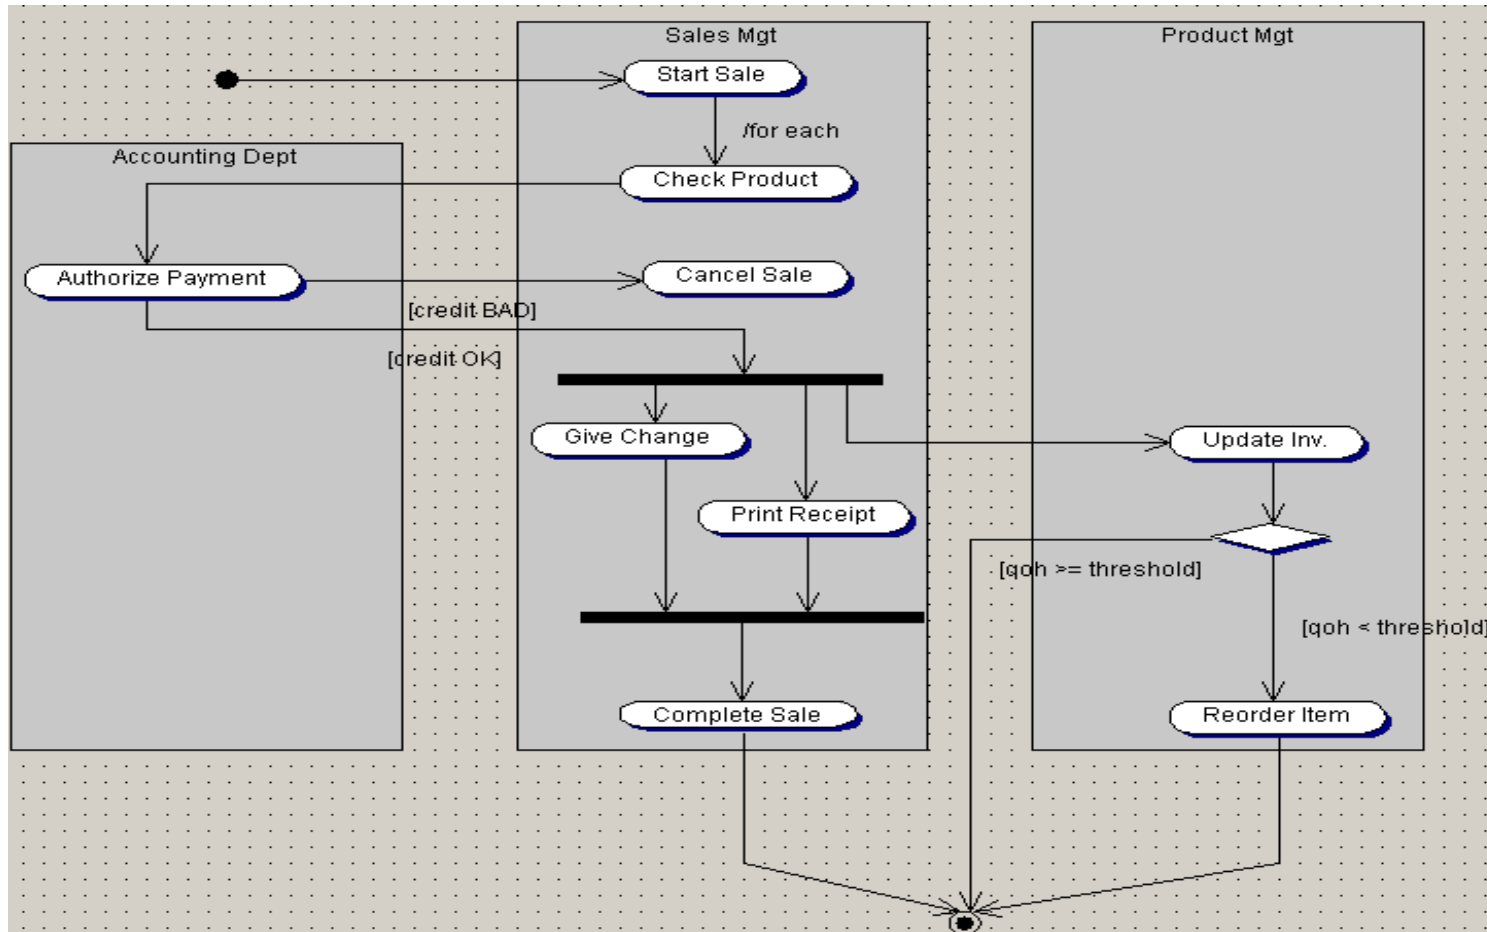 Sales Mgt
Product Mgt
Start Sale
/for each
Accounting Dept
Check Product
Authorize Payment
Cancel Sale
[credit BAD]
[credit OK]
Give Change
Update Inv.
Print Receipt
[qoh >= threshold]
[qoh < threshold]
Complete Sale
Reorder Item